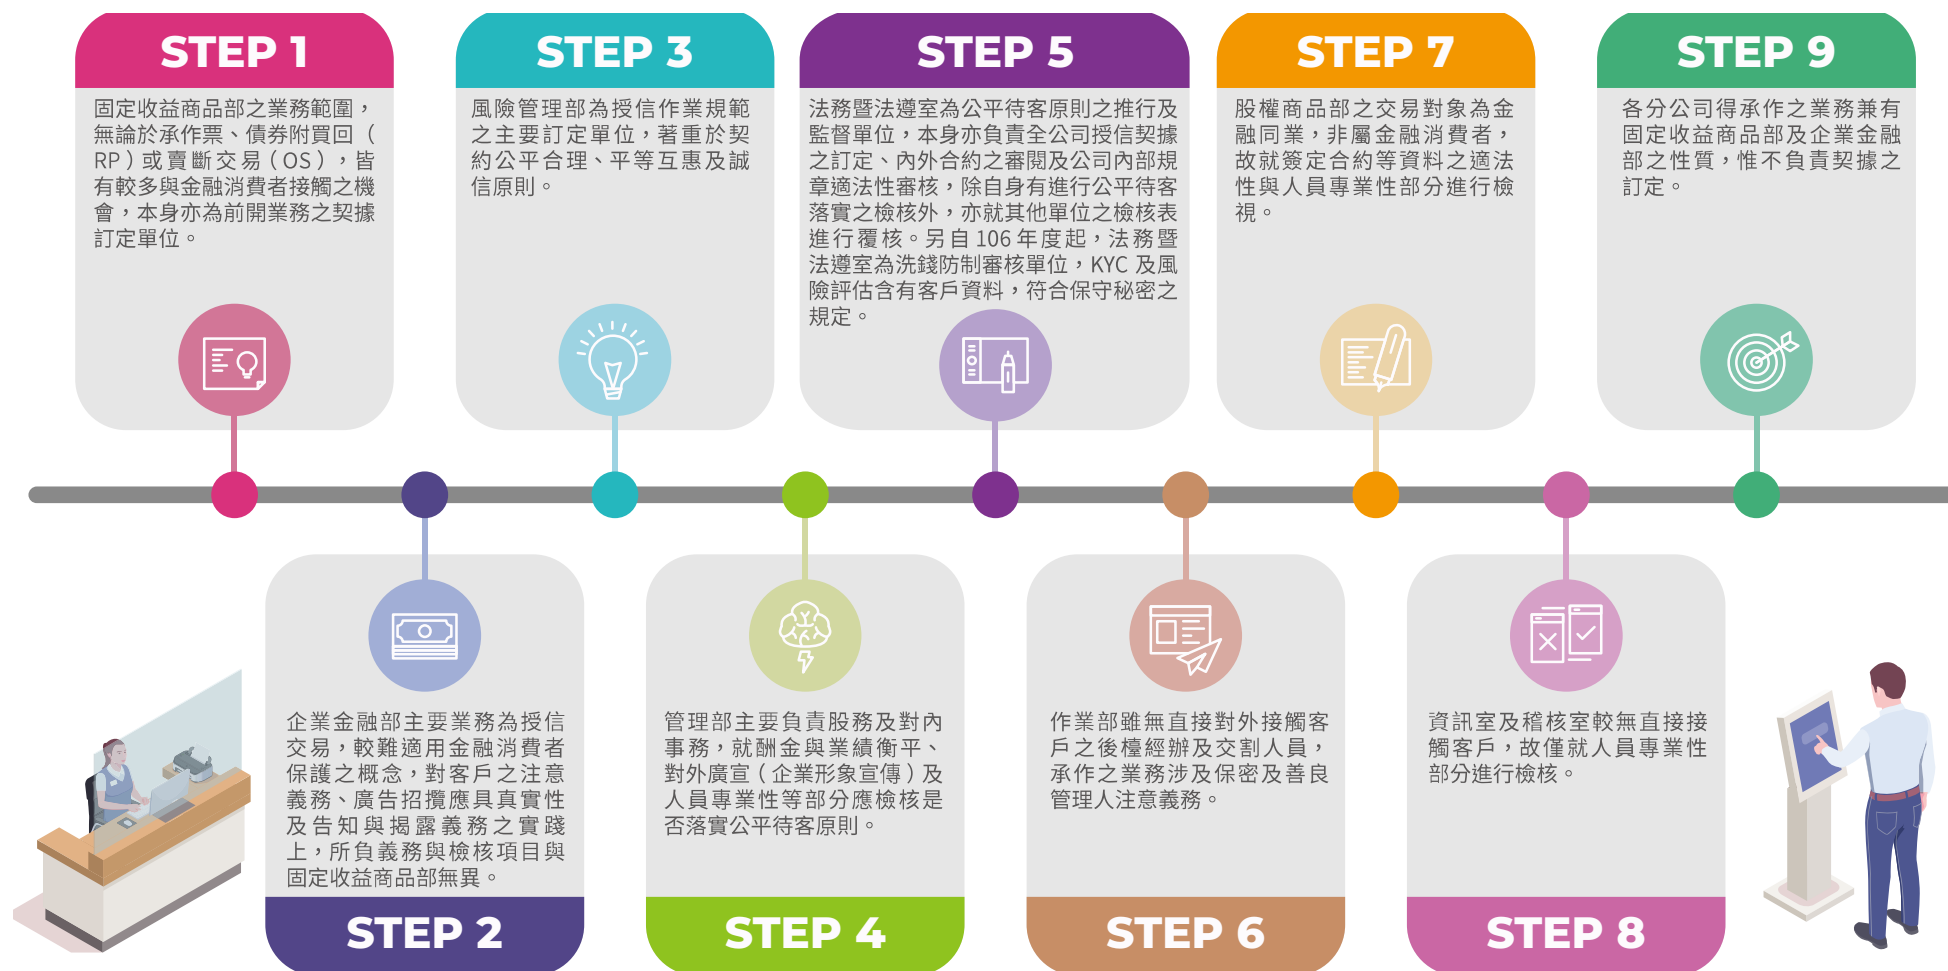 STEP 1
固定收益商品部之業務範圍，
無論於承作票、債券附買回（
RP）或賣斷交易（OS），皆
有較多與金融消費者接觸之機
會，本身亦為前開業務之契據
訂定單位。
STEP 2
企業金融部主要業務為授信
交易，較難適用金融消費者
保護之概念，對客戶之注意
義務、廣告招攬應具真實性
及告知與揭露義務之實踐
上，所負義務與檢核項目與
固定收益商品部無異。
STEP 3
風險管理部為授信作業規範
之主要訂定單位，著重於契
約公平合理、平等互惠及誠
信原則。
STEP 4
管理部主要負責股務及對內
事務，就酬金與業績衡平、
對外廣宣（企業形象宣傳）及
人員專業性等部分應檢核是
否落實公平待客原則。
STEP 5
法務暨法遵室為公平待客原則之推行及
監督單位，本身亦負責全公司授信契據
之訂定、內外合約之審閱及公司內部規
章適法性審核，除自身有進行公平待客
落實之檢核外，亦就其他單位之檢核表
進行覆核。另自 106 年度起，法務暨
法遵室為洗錢防制審核單位，KYC 及風
險評估含有客戶資料，符合保守秘密之
規定。
STEP 6
作業部雖無直接對外接觸客
戶之後檯經辦及交割人員，
承作之業務涉及保密及善良
管理人注意義務。
STEP 7
股權商品部之交易對象為金
融同業，非屬金融消費者，
故就簽定合約等資料之適法
性與人員專業性部分進行檢
視。
STEP 8
資訊室及稽核室較無直接接
觸客戶，故僅就人員專業性
部分進行檢核。
STEP 9
各分公司得承作之業務兼有
固定收益商品部及企業金融
部之性質，惟不負責契據之
訂定。